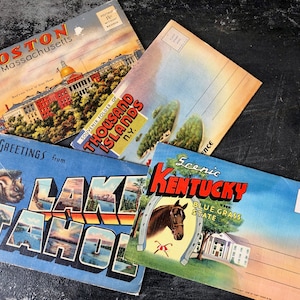 BOSTON
Massachusetts
THOUSAND
ISLANDS
N.Y.
GREETINGS from
LAKE
TAHOE
Scenic
KENTUCKY
BLUE GRASS
STATE